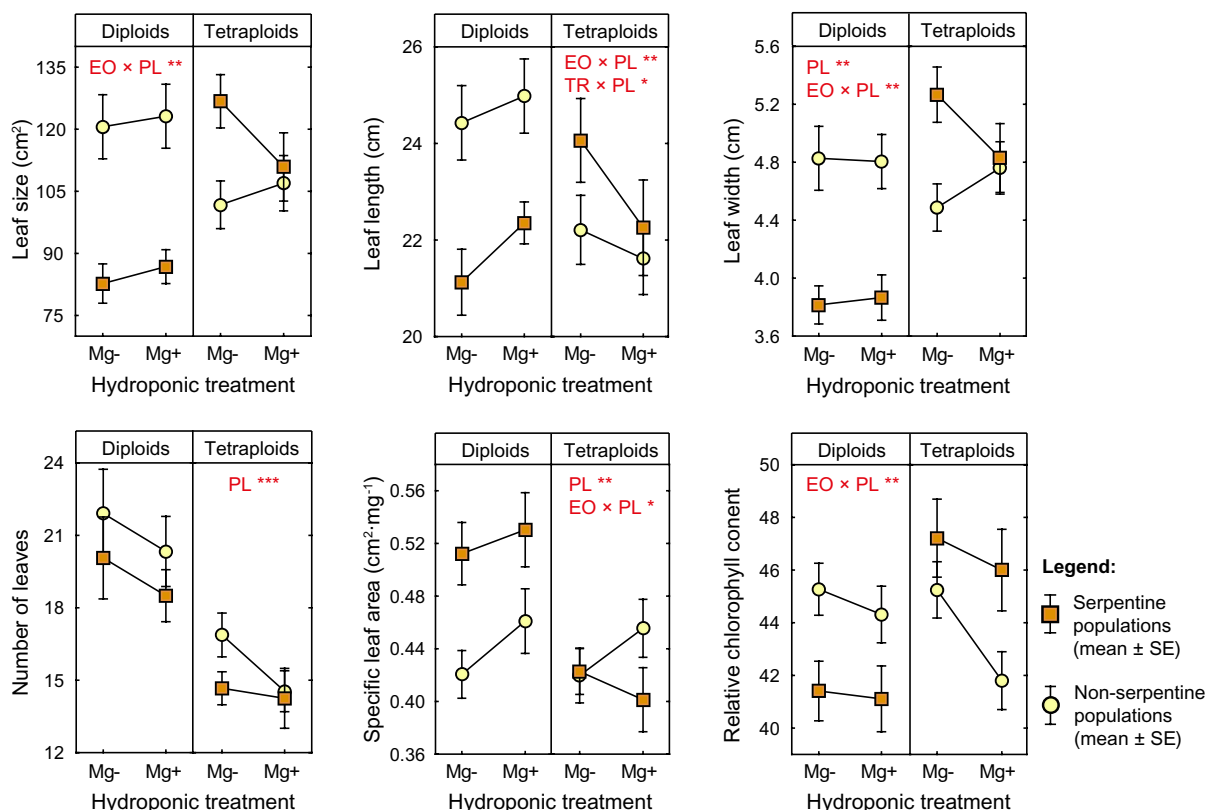 Diploids Tetraploids
EO × PL **
Leaf size (cm²)
135
120
105
90
75
Mg- Mg+ Mg- Mg+
Hydroponic treatment
Diploids Tetraploids
EO × PL **
TR × PL *
Leaf length (cm)
26
24
22
20
Mg- Mg+ Mg- Mg+
Hydroponic treatment
Diploids Tetraploids
PL **
EO × PL **
Leaf width (cm)
5.6
5.2
4.8
4.4
4.0
3.6
Mg- Mg+ Mg- Mg+
Hydroponic treatment
Diploids Tetraploids
PL ***
Number of leaves
24
21
18
15
12
Mg- Mg+ Mg- Mg+
Hydroponic treatment
Diploids Tetraploids
PL **
EO × PL *
Specific leaf area (cm²·mg⁻¹)
0.56
0.52
0.48
0.44
0.40
0.36
Mg- Mg+ Mg- Mg+
Hydroponic treatment
Diploids Tetraploids
EO × PL **
Relative chlorophyll conent
50
48
46
44
42
40
Mg- Mg+ Mg- Mg+
Hydroponic treatment
Legend:
Serpentine
populations
(mean ± SE)
Non-serpentine
populations
(mean ± SE)